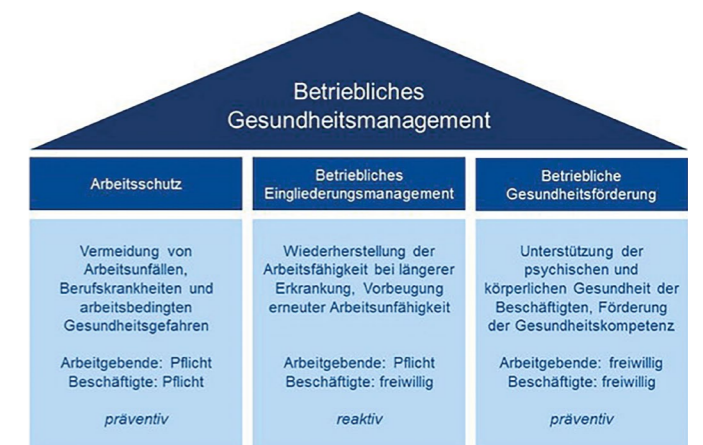 Betriebliches
Gesundheitsmanagement
Arbeitsschutz
Vermeidung von
Arbeitsunfällen,
Berufskrankheiten und
arbeitsbedingten
Gesundheitsgefahren
Arbeitgebende: Pflicht
Beschäftigte: Pflicht
präventiv
Betriebliches
Eingliederungsmanagement
Wiederherstellung der
Arbeitsfähigkeit bei längerer
Erkrankung, Vorbeugung
erneuter Arbeitsunfähigkeit
Arbeitgebende: Pflicht
Beschäftigte: freiwillig
reaktiv
Betriebliche
Gesundheitsförderung
Unterstützung der
psychischen und
körperlichen Gesundheit der
Beschäftigten, Förderung
der Gesundheitskompetenz
Arbeitgebende: freiwillig
Beschäftigte: freiwillig
präventiv